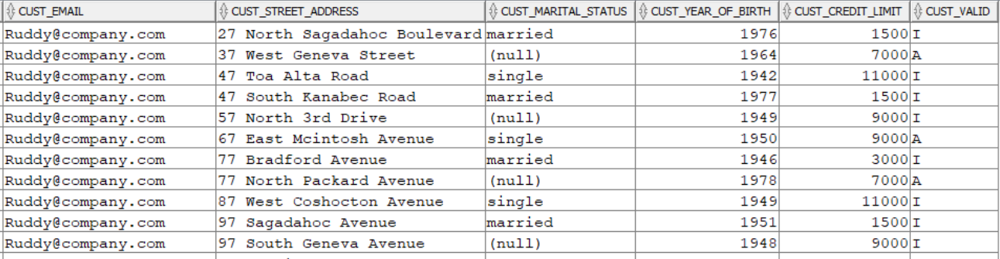 CUST_EMAIL CUST_STREET_ADDRESS CUST_MARITAL_STATUS CUST_YEAR_OF_BIRTH CUST_CREDIT_LIMIT CUST_VALID
Ruddy@company.com 27 North Sagadahoc Boulevard married 1976 1500 I
Ruddy@company.com 37 West Geneva Street (null) 1964 7000 A
Ruddy@company.com 47 Toa Alta Road single 1942 11000 I
Ruddy@company.com 47 South Kanabec Road married 1977 1500 I
Ruddy@company.com 57 North 3rd Drive (null) 1949 9000 I
Ruddy@company.com 67 East Mcintosh Avenue single 1950 9000 A
Ruddy@company.com 77 Bradford Avenue married 1946 3000 I
Ruddy@company.com 77 North Packard Avenue (null) 1978 7000 A
Ruddy@company.com 87 West Coshocton Avenue single 1949 11000 I
Ruddy@company.com 97 Sagadahoc Avenue married 1951 1500 I
Ruddy@company.com 97 South Geneva Avenue (null) 1948 9000 I